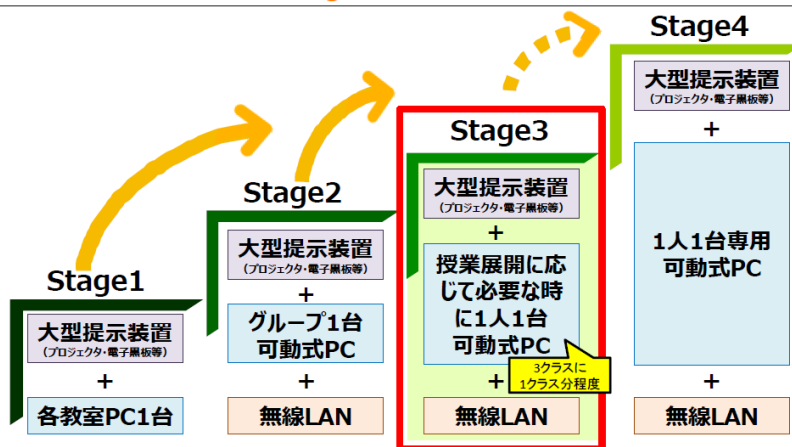 Stage1
大型提示装置
(プロジェクタ・電子黒板等)
+
各教室PC1台
Stage2
大型提示装置
(プロジェクタ・電子黒板等)
+
グループ1台
可動式PC
+
無線LAN
Stage3
大型提示装置
(プロジェクタ・電子黒板等)
+
授業展開に応
じて必要な時
に1人1台
可動式PC
3クラスに
1クラス分程度
+
無線LAN
Stage4
大型提示装置
(プロジェクタ・電子黒板等)
+
1人1台専用
可動式PC
+
無線LAN